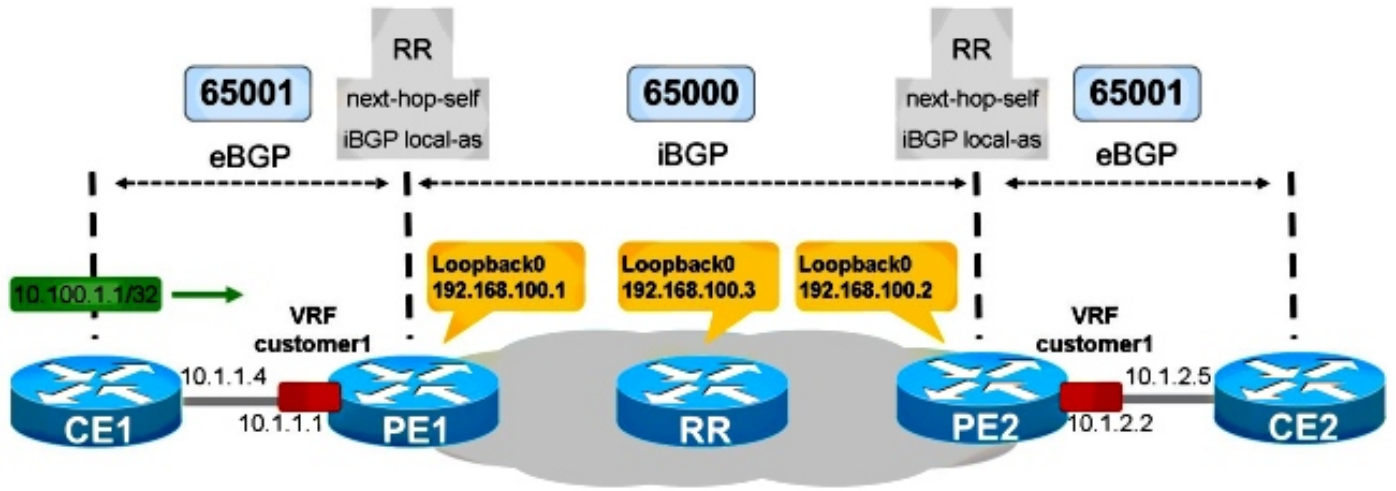 RR
next-hop-self
iBGP local-as
RR
next-hop-self
iBGP local-as
65001
65000
65001
eBGP
iBGP
eBGP
Loopback0
192.168.100.1
Loopback0
192.168.100.3
Loopback0
192.168.100.2
10.100.1.1/32
VRF
customer1
VRF
customer1
10.1.1.4
10.1.1.1
10.1.2.5
10.1.2.2
CE1
PE1
RR
PE2
CE2